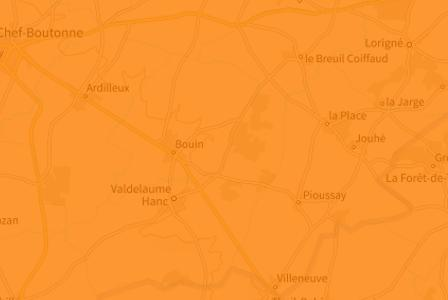 Chef-Boutonne
Lorigné
le Breuil Coiffaud
Ardilleux
la Jarge
la Place
Jouhé
Bouin
La Forêt-de-
Valdelaume
Hanc
Pioussay
Villeneuve